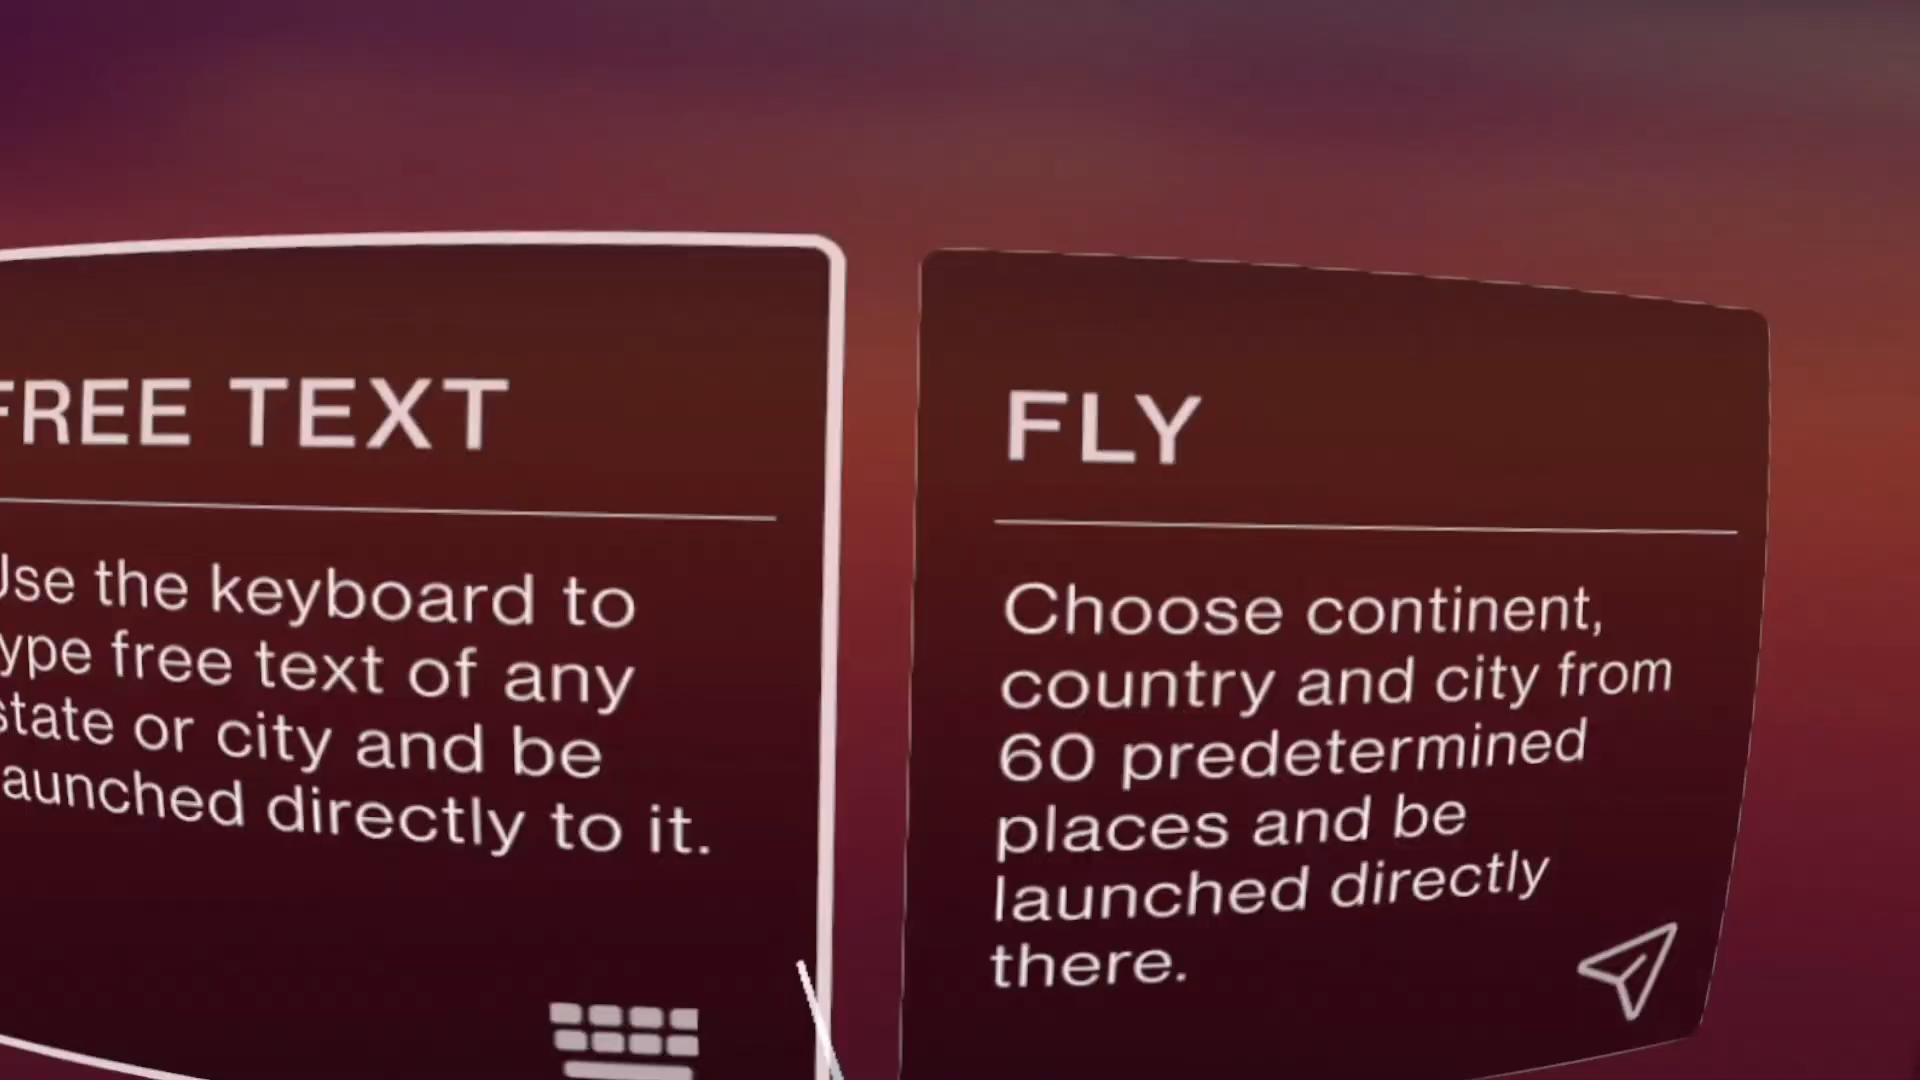 FREE TEXT
Use the keyboard to
type free text of any
state or city and be
launched directly to it.
FLY
Choose continent,
country and city from
60 predetermined
places and be
launched directly
there.